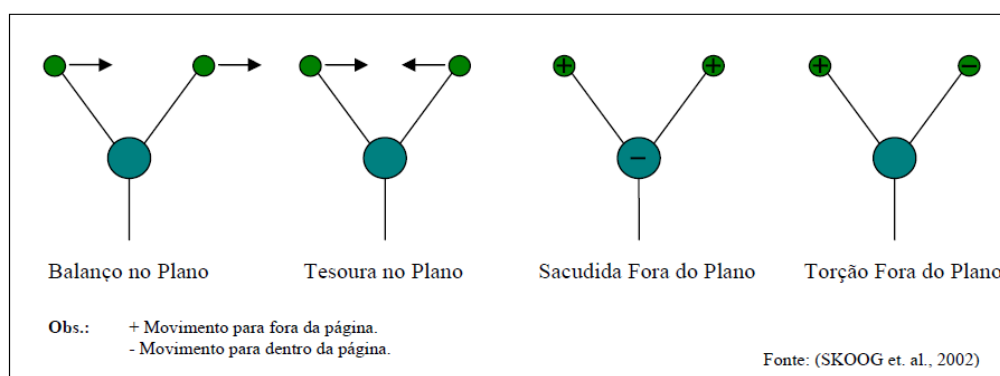 + + - + -
Balanço no Plano Tesoura no Plano Sacudida Fora do Plano Torção Fora do Plano
Obs.: + Movimento para fora da página.
- Movimento para dentro da página.
Fonte: (SKOOG et. al., 2002)